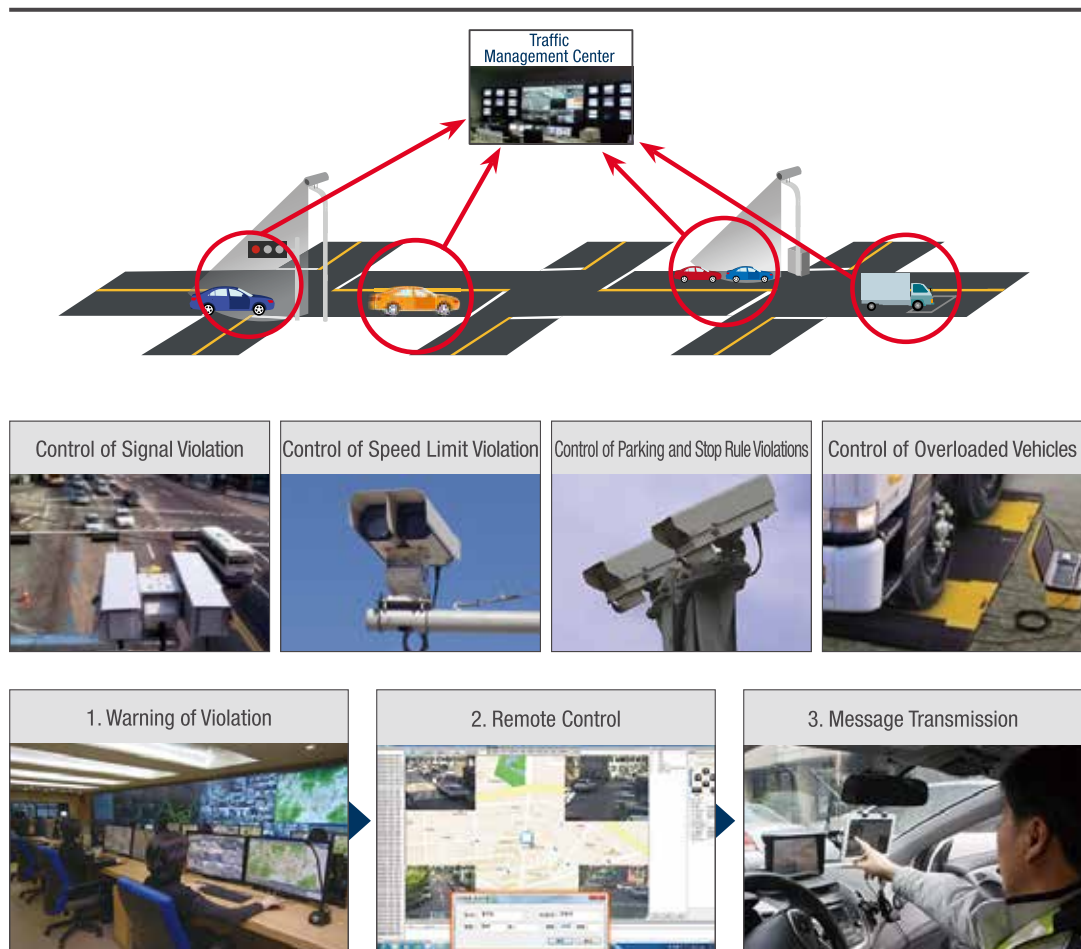 Traffic
Management Center
Control of Signal Violation
Control of Speed Limit Violation
Control of Parking and Stop Rule Violations
Control of Overloaded Vehicles
1. Warning of Violation
2. Remote Control
3. Message Transmission